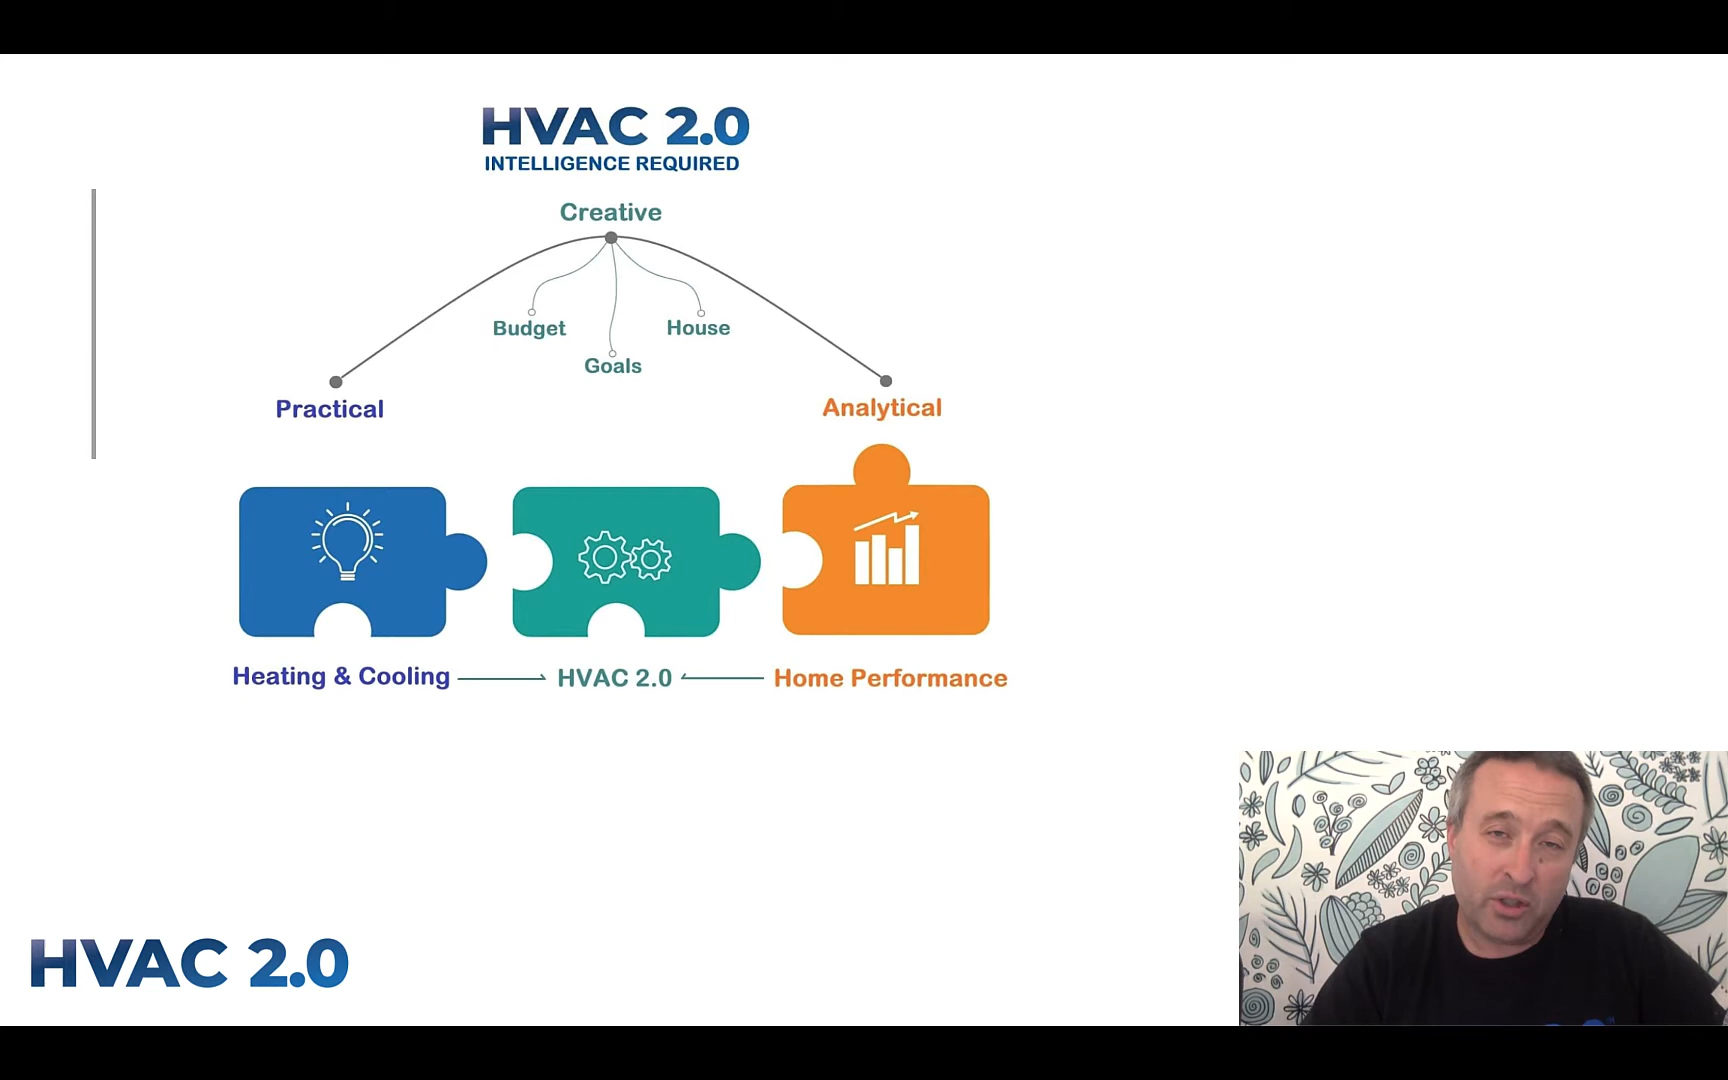 HVAC 2.0
INTELLIGENCE REQUIRED
Creative
Budget
House
Goals
Practical
Analytical
Heating & Cooling
HVAC 2.0
Home Performance
HVAC 2.0